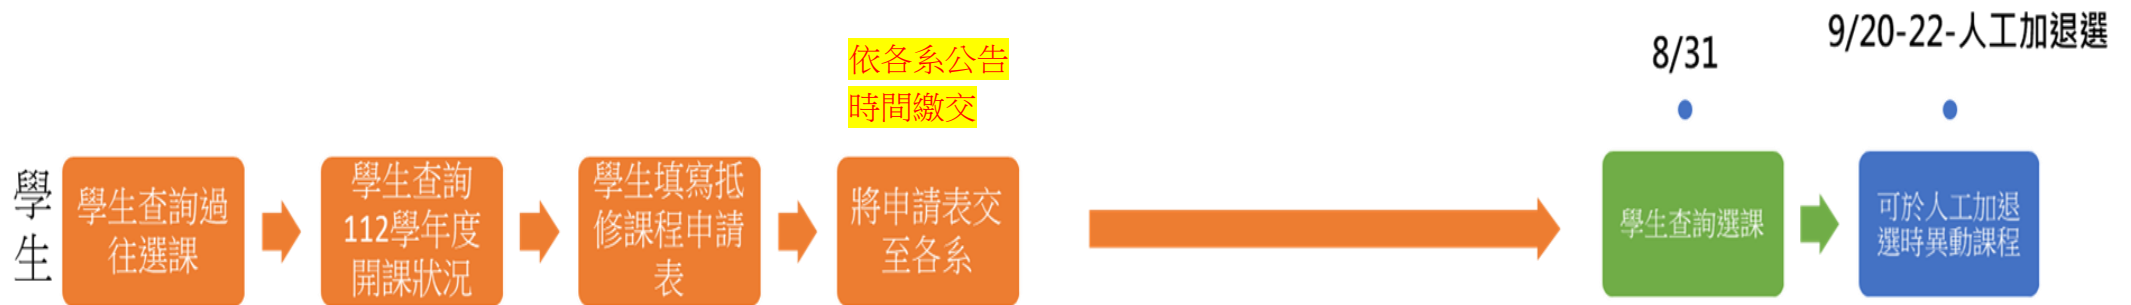 學
生
學生查詢過
往選課
學生查詢
112學年度
開課狀況
學生填寫抵
修課程申請
表
依各系公告
時間繳交
將申請表交
至各系
8/31
學生查詢選課
9/20-22-人工加退選
可於人工加退
選時異動課程